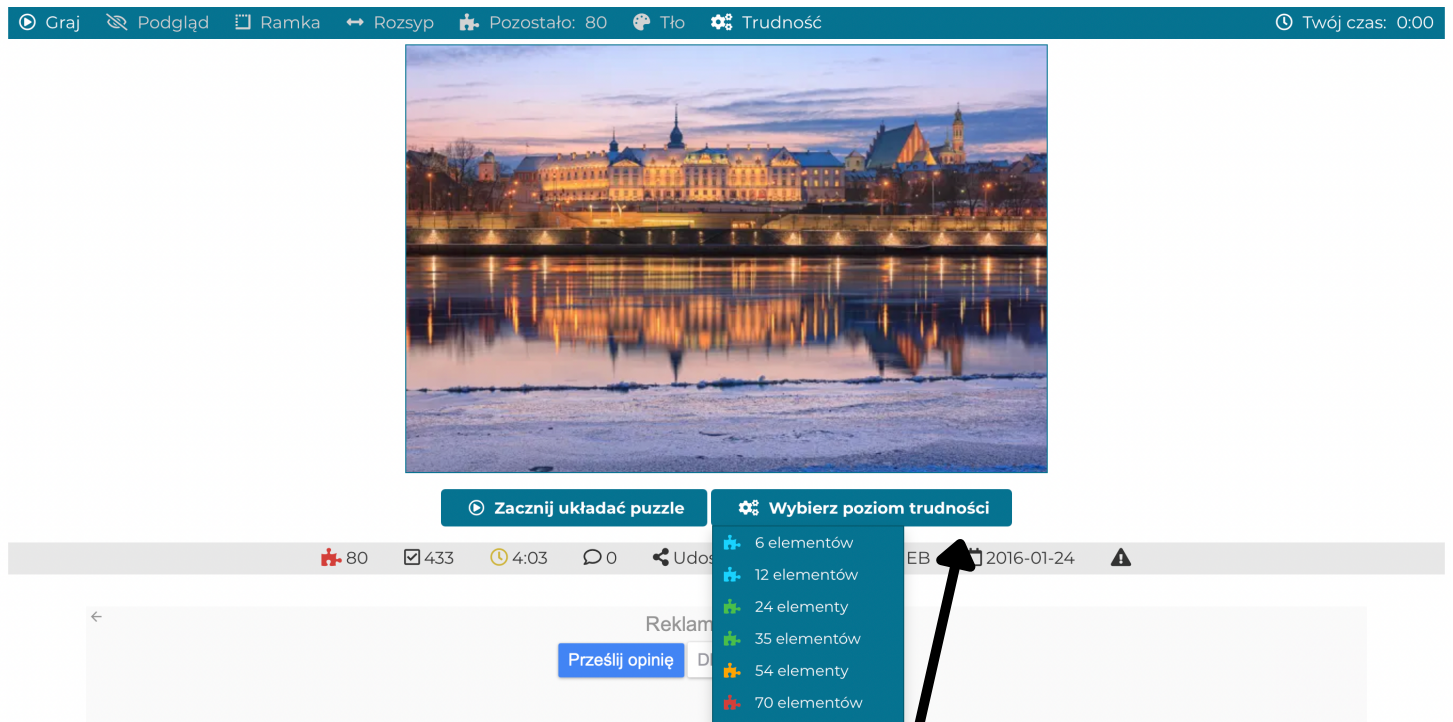 Graj Podgląd Ramka Rozsyp Pozostało: 80 Tło Trudność Twój czas: 0:00
Zacznij układać puzzle Wybierz poziom trudności
80 433 4:03 0 EB 2016-01-24
6 elementów
12 elementów
24 elementy
35 elementów
54 elementy
70 elementów
Prześlij opinię